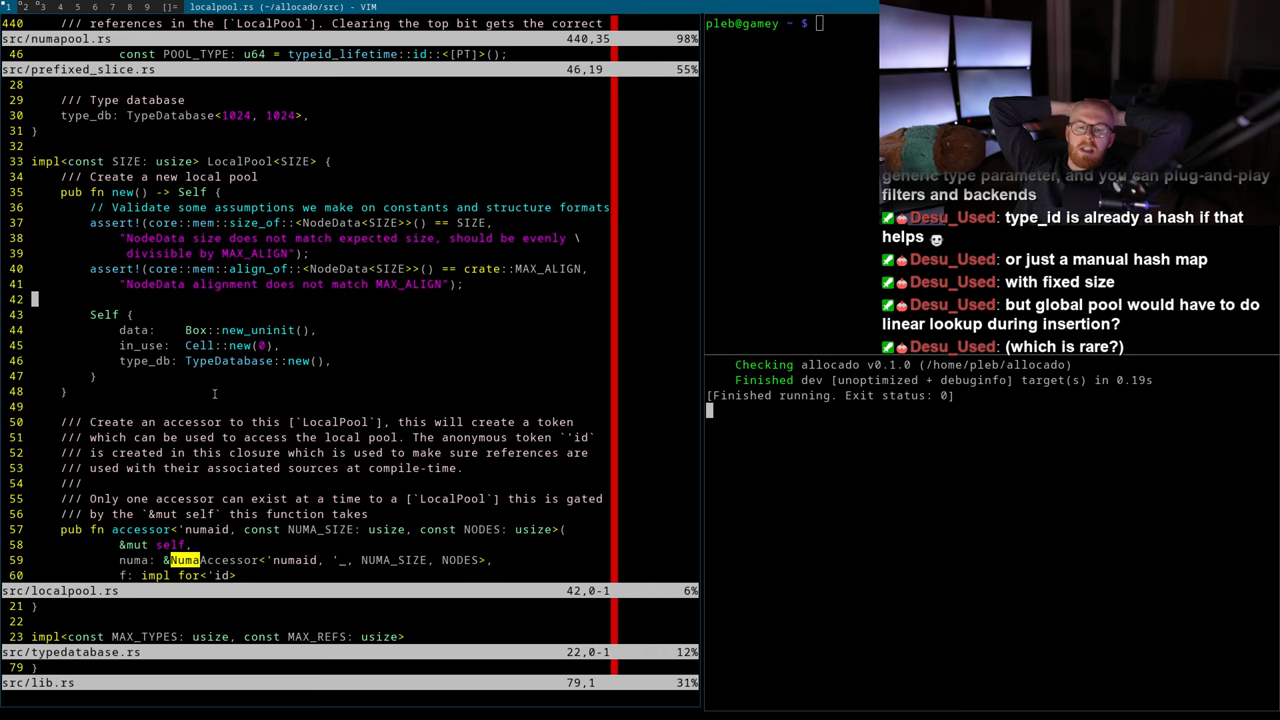 1 2 3 4 5 6 7 8 9 []= localpool.rs (~/allocado/src) - VIM
440 /// references in the [`LocalPool`]. Clearing the top bit gets the correct
src/numapool.rs 440,35 98%
46 const POOL_TYPE: u64 = typeid_lifetime::id::<[PT]>();
src/prefixed_slice.rs 46,19 55%
28
29 /// Type database
30 type_db: TypeDatabase<1024, 1024>,
31 }
32
33 impl<const SIZE: usize> LocalPool<SIZE> {
34 /// Create a new local pool
35 pub fn new() -> Self {
36 // Validate some assumptions we make on constants and structure formats
37 assert!(core::mem::size_of::<NodeData<SIZE>>() == SIZE,
38 "NodeData size does not match expected size, should be evenly \
39 divisible by MAX_ALIGN");
40 assert!(core::mem::align_of::<NodeData<SIZE>>() == crate::MAX_ALIGN,
41 "NodeData alignment does not match MAX_ALIGN");
42
43 Self {
44 data: Box::new_uninit(),
45 in_use: Cell::new(0),
46 type_db: TypeDatabase::new(),
47 }
48 }
49
50 /// Create an accessor to this [`LocalPool`], this will create a token
51 /// which can be used to access the local pool. The anonymous token `'id`
52 /// is created in this closure which is used to make sure references are
53 /// used with their associated sources at compile-time.
54 ///
55 /// Only one accessor can exist at a time to a [`LocalPool`] this is gated
56 /// by the `&mut self` this function takes
57 pub fn accessor<'numaid, const NUMA_SIZE: usize, const NODES: usize>(
58 &mut self,
59 numa: &NumaAccessor<'numaid, '_, NUMA_SIZE, NODES>,
60 f: impl for<'id>
src/localpool.rs 42,0-1 6%
21 }
22
23 impl<const MAX_TYPES: usize, const MAX_REFS: usize>
src/typedatabase.rs 22,0-1 12%
79 }
src/lib.rs 79,1 31%
pleb@gamey ~ $
Checking allocado v0.1.0 (/home/pleb/allocado)
Finished dev [unoptimized + debuginfo] target(s) in 0.19s
[Finished running. Exit status: 0]
generic type parameter, and you can plug-and-play
filters and backends
Desu_Used: type_id is already a hash if that
helps
Desu_Used: or just a manual hash map
Desu_Used: with fixed size
Desu_Used: but global pool would have to do
linear lookup during insertion?
Desu_Used: (which is rare?)